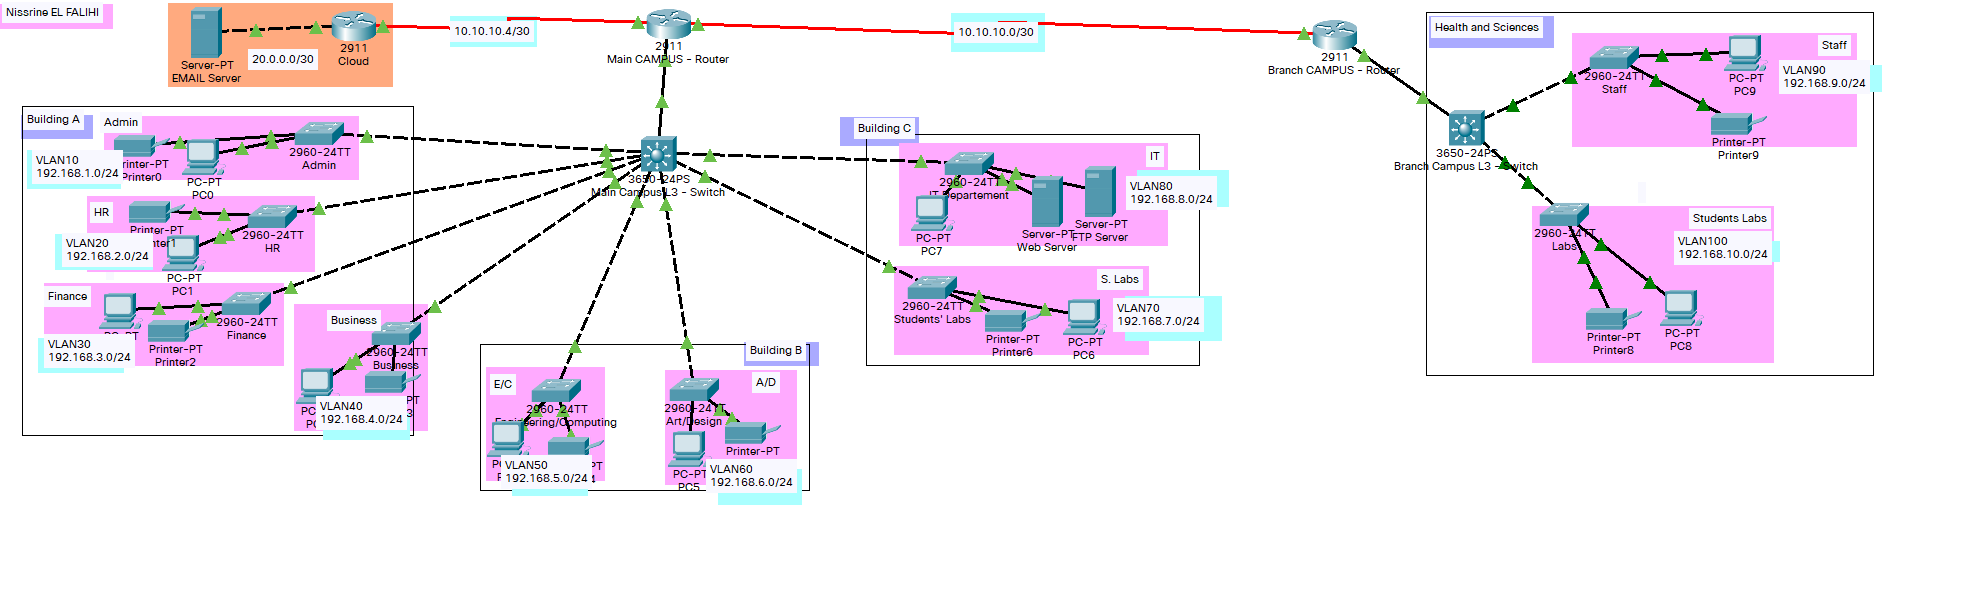 Nissrine EL FALIHI
Server-PT
EMAIL Server
20.0.0.0/30
2911
Cloud
10.10.10.4/30
2911
Main CAMPUS - Router
10.10.10.0/30
2911
Branch CAMPUS - Router
Building A
Admin
VLAN10
192.168.1.0/24
Printer-PT
Printer0
PC-PT
PC0
2960-24TT
Admin
HR
VLAN20
192.168.2.0/24
Printer-PT
PC-PT
PC1
2960-24TT
HR
Finance
VLAN30
192.168.3.0/24
Printer-PT
Printer2
2960-24TT
Finance
Business
2960-24TT
Business
VLAN40
192.168.4.0/24
3650-24PS
Main Campus L3 - Switch
Building B
E/C
2960-24TT
Engineering/Computing
VLAN50
192.168.5.0/24
A/D
2960-24TT
Art/Design
Printer-PT
PC-PT
PC5
VLAN60
192.168.6.0/24
Building C
IT
2960-24TT
IT Departement
PC-PT
PC7
Server-PT
Web Server
Server-PT
FTP Server
VLAN80
192.168.8.0/24
S. Labs
2960-24TT
Students' Labs
Printer-PT
Printer6
PC-PT
PC6
VLAN70
192.168.7.0/24
Health and Sciences
Staff
2960-24TT
Staff
PC-PT
PC9
Printer-PT
Printer9
VLAN90
192.168.9.0/24
3650-24PS
Branch Campus L3 - Switch
Students Labs
2960-24TT
Labs
VLAN100
192.168.10.0/24
Printer-PT
Printer8
PC-PT
PC8